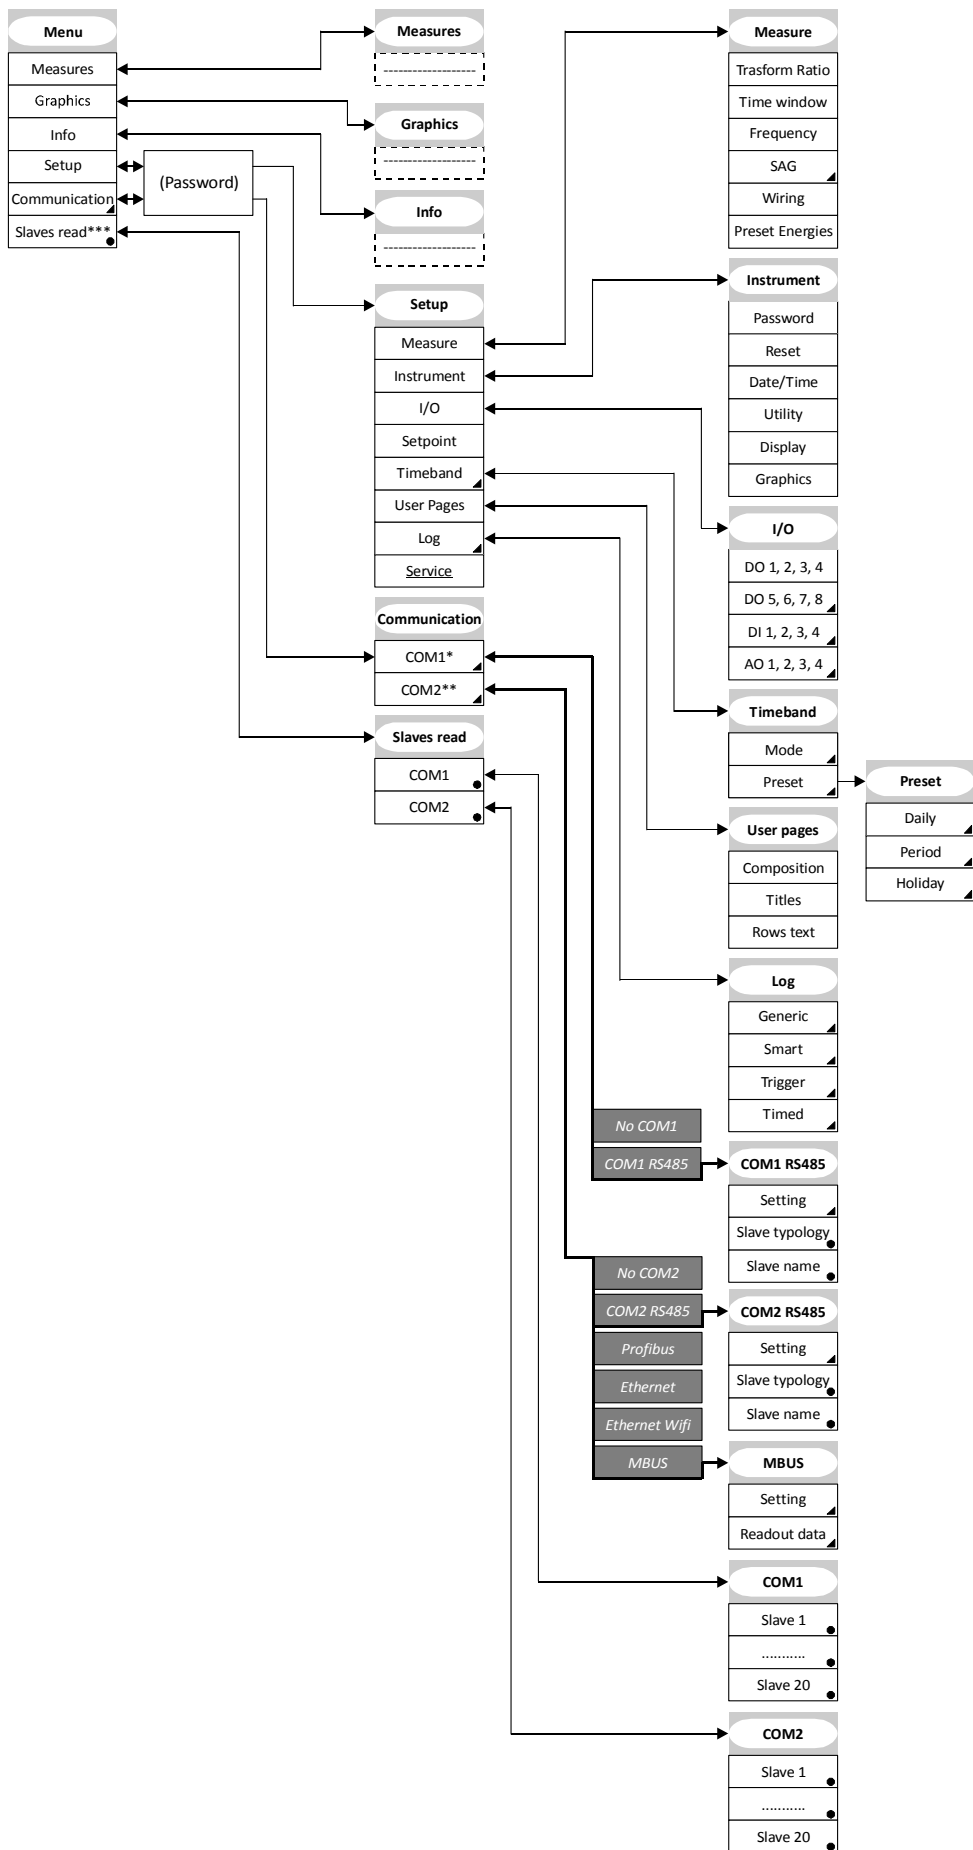 Menu
Measures
Graphics
Info
Setup
Communication
Slaves read***
(Password)
Measures
--------------------
Graphics
--------------------
Info
--------------------
Setup
Measure
Instrument
I/O
Setpoint
Timeband
User Pages
Log
Service
Communication
COM1*
COM2**
Slaves read
COM1
COM2
Measure
Trasform Ratio
Time window
Frequency
SAG
Wiring
Preset Energies
Instrument
Password
Reset
Date/Time
Utility
Display
Graphics
I/O
DO 1, 2, 3, 4
DO 5, 6, 7, 8
DI 1, 2, 3, 4
AO 1, 2, 3, 4
Timeband
Mode
Preset
Preset
Daily
Period
Holiday
User pages
Composition
Titles
Rows text
Log
Generic
Smart
Trigger
Timed
No COM1
COM1 RS485
COM1 RS485
Setting
Slave typology
Slave name
No COM2
COM2 RS485
Profibus
Ethernet
Ethernet Wifi
MBUS
COM2 RS485
Setting
Slave typology
Slave name
MBUS
Setting
Readout data
COM1
Slave 1
...........
Slave 20
COM2
Slave 1
...........
Slave 20